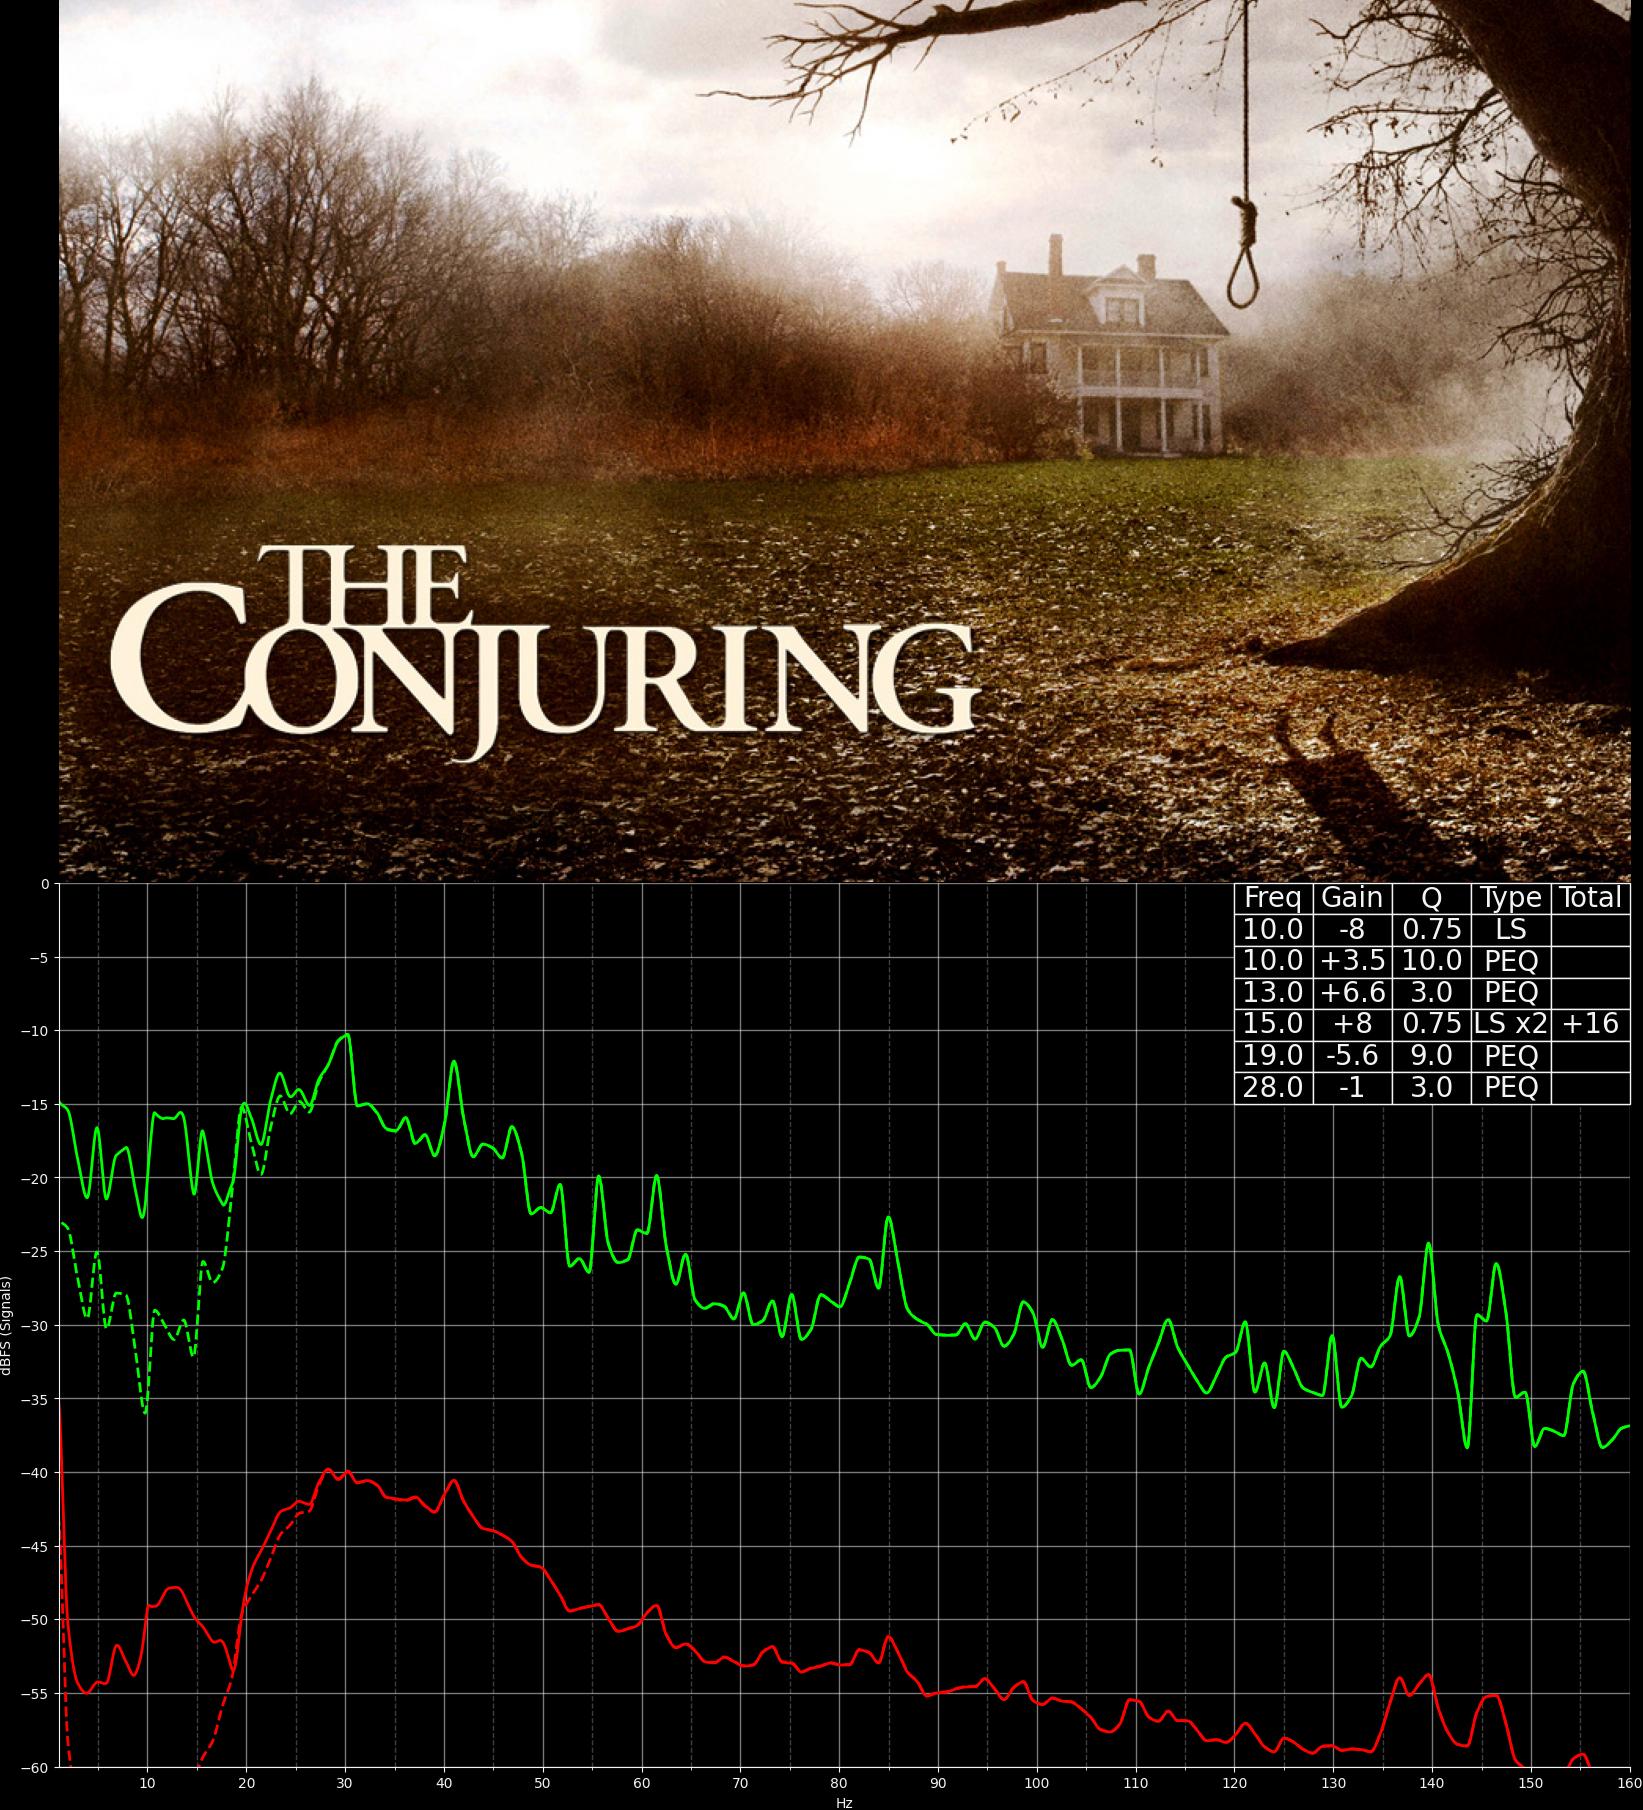 THE
CONJURING
Freq Gain Q Type Total
10.0 -8 0.75 LS
10.0 +3.5 10.0 PEQ
13.0 +6.6 3.0 PEQ
15.0 +8 0.75 LS x2 +16
19.0 -5.6 9.0 PEQ
28.0 -1 3.0 PEQ
0
−5
−10
−15
−20
−25
−30
−35
−40
−45
−50
−55
−60
dBFS (Signals)
10 20 30 40 50 60 70 80 90 100 110 120 130 140 150 160
Hz